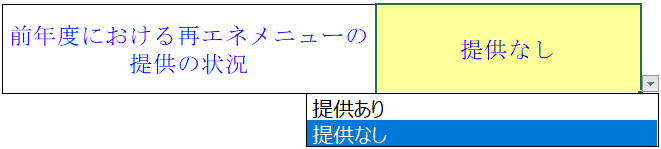 前年度における再エネメニューの
提供の状況
提供なし
提供あり
提供なし